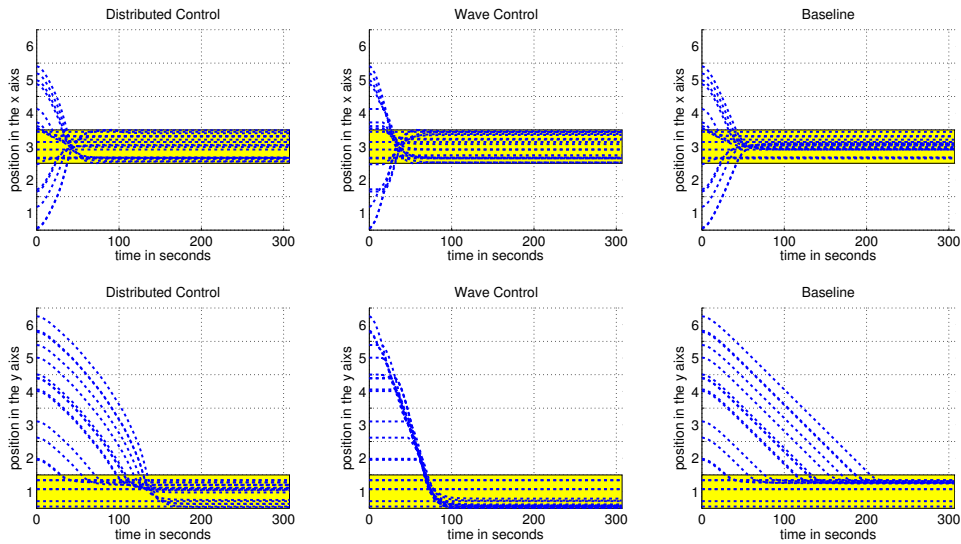 Distributed Control
Wave Control
Baseline
position in the x aixs
6
5
4
3
2
1
0 100 200 300
time in seconds
position in the x aixs
6
5
4
3
2
1
0 100 200 300
time in seconds
position in the x aixs
6
5
4
3
2
1
0 100 200 300
time in seconds
Distributed Control
Wave Control
Baseline
position in the y aixs
6
5
4
3
2
1
0 100 200 300
time in seconds
position in the y aixs
6
5
4
3
2
1
0 100 200 300
time in seconds
position in the y aixs
6
5
4
3
2
1
0 100 200 300
time in seconds